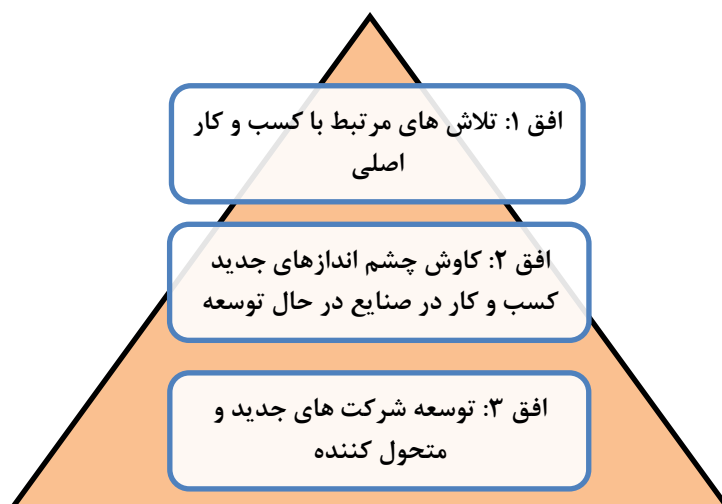 افق ۱: تلاش های مرتبط با کسب و کار
اصلی
افق ۲: کاوش چشم اندازهای جدید
کسب و کار در صنایع در حال توسعه
افق ۳: توسعه شرکت های جدید و
متحول کننده